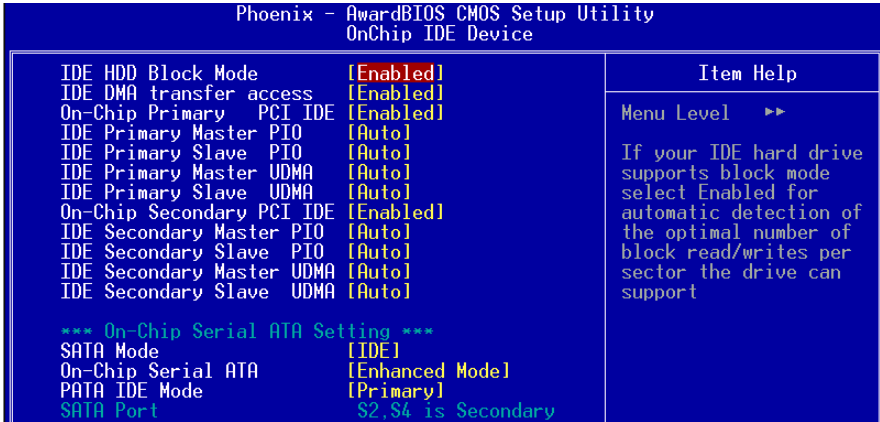 Phoenix - AwardBIOS CMOS Setup Utility
OnChip IDE Device
IDE HDD Block Mode [Enabled]
IDE DMA transfer access [Enabled]
On-Chip Primary PCI IDE [Enabled]
IDE Primary Master PIO [Auto]
IDE Primary Slave PIO [Auto]
IDE Primary Master UDMA [Auto]
IDE Primary Slave UDMA [Auto]
On-Chip Secondary PCI IDE [Enabled]
IDE Secondary Master PIO [Auto]
IDE Secondary Slave PIO [Auto]
IDE Secondary Master UDMA [Auto]
IDE Secondary Slave UDMA [Auto]
*** On-Chip Serial ATA Setting ***
SATA Mode [IDE]
On-Chip Serial ATA [Enhanced Mode]
PATA IDE Mode [Primary]
SATA Port S2,S4 is Secondary
Item Help
Menu Level ►►
If your IDE hard drive
supports block mode
select Enabled for
automatic detection of
the optimal number of
block read/writes per
sector the drive can
support